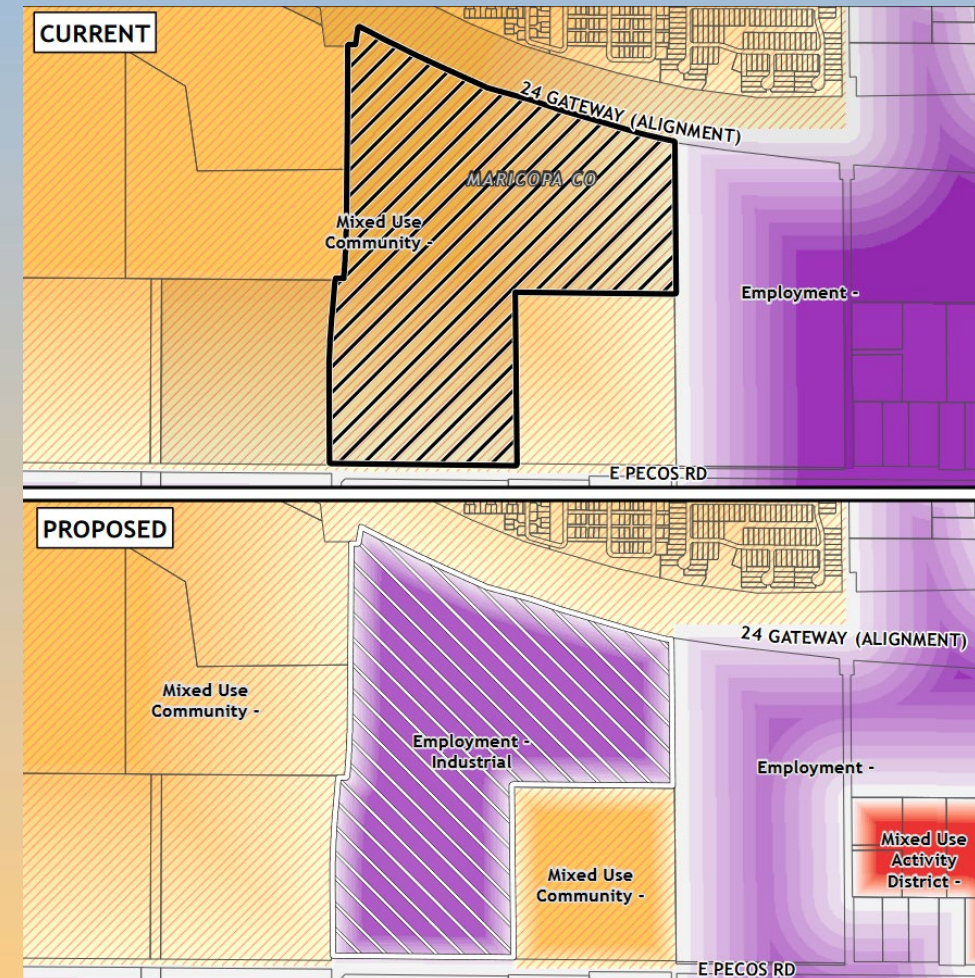 CURRENT
24 GATEWAY (ALIGNMENT)
MARICOPA CO
Mixed Use
Community -
Employment -
E PECOS RD
PROPOSED
24 GATEWAY (ALIGNMENT)
Mixed Use
Community -
Employment -
Industrial
Employment -
Mixed Use
Activity
District -
Mixed Use
Community -
E PECOS RD